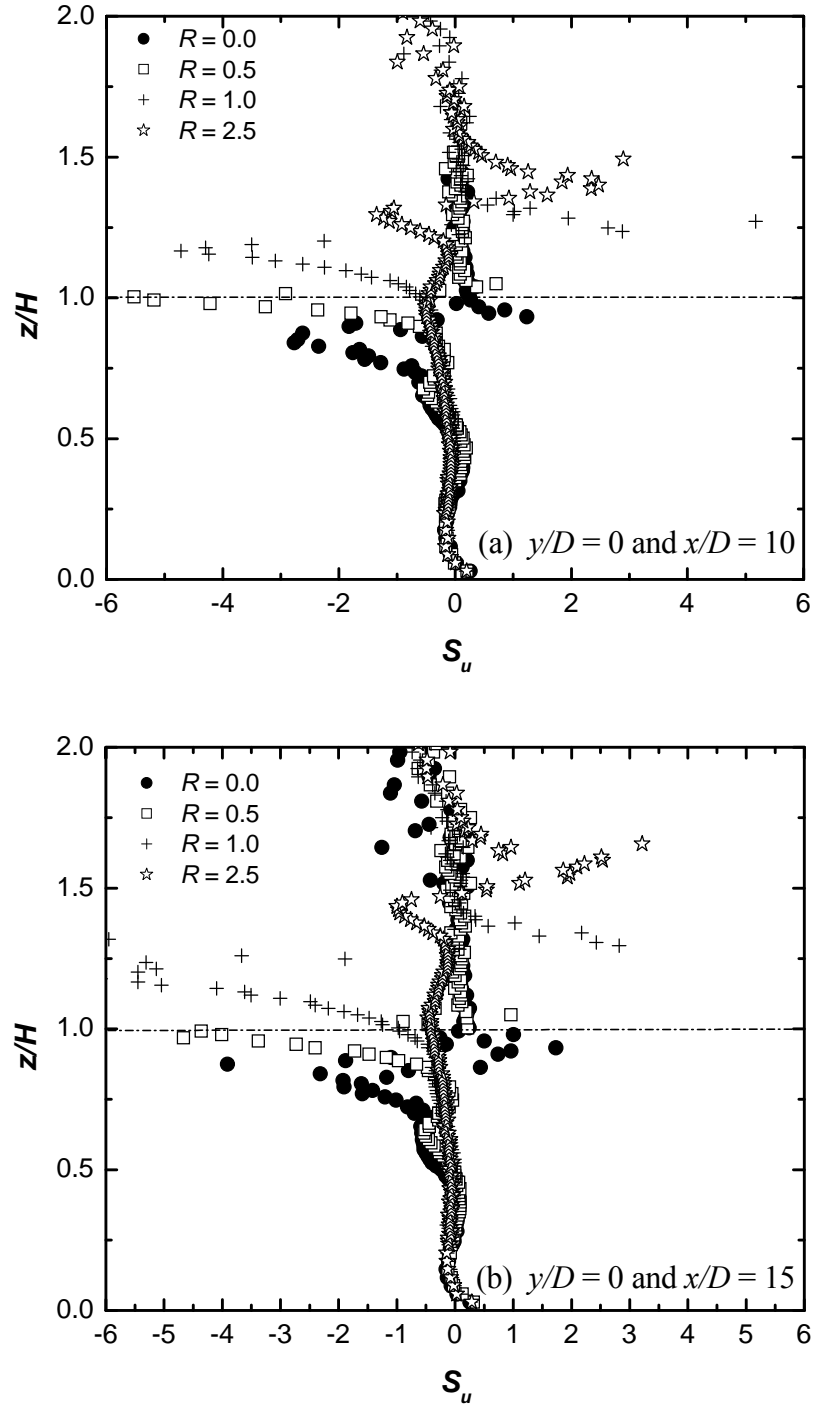 2.0
R = 0.0
R = 0.5
R = 1.0
R = 2.5
1.5
1.0
0.5
0.0
z/H
(a) y/D = 0 and x/D = 10
-6 -4 -2 0 2 4 6
S_u
2.0
R = 0.0
R = 0.5
R = 1.0
R = 2.5
1.5
1.0
0.5
0.0
z/H
(b) y/D = 0 and x/D = 15
-6 -5 -4 -3 -2 -1 0 1 2 3 4 5 6
S_u